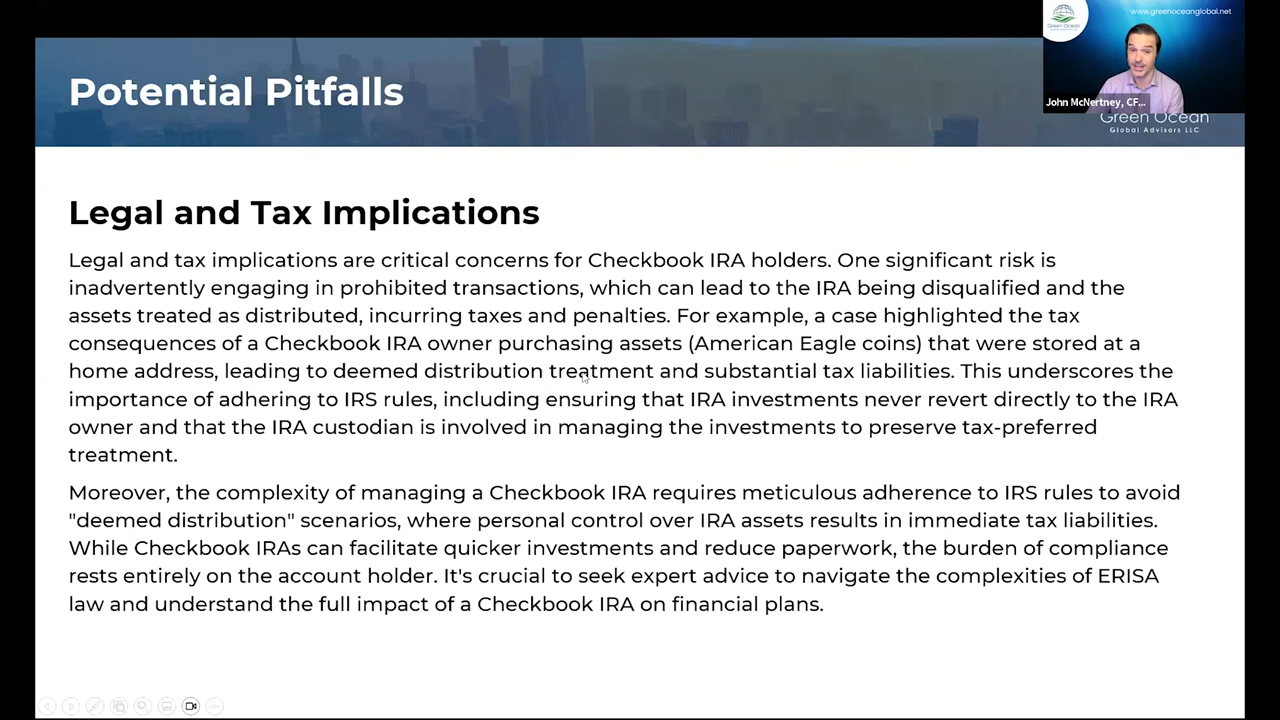 www.greenoceanglobal.net
Green Ocean
John McNertney, CF...
Potential Pitfalls
Green Ocean
Global Advisors LLC
Legal and Tax Implications
Legal and tax implications are critical concerns for Checkbook IRA holders. One significant risk is
inadvertently engaging in prohibited transactions, which can lead to the IRA being disqualified and the
assets treated as distributed, incurring taxes and penalties. For example, a case highlighted the tax
consequences of a Checkbook IRA owner purchasing assets (American Eagle coins) that were stored at a
home address, leading to deemed distribution treatment and substantial tax liabilities. This underscores the
importance of adhering to IRS rules, including ensuring that IRA investments never revert directly to the IRA
owner and that the IRA custodian is involved in managing the investments to preserve tax-preferred
treatment.
Moreover, the complexity of managing a Checkbook IRA requires meticulous adherence to IRS rules to avoid
"deemed distribution" scenarios, where personal control over IRA assets results in immediate tax liabilities.
While Checkbook IRAs can facilitate quicker investments and reduce paperwork, the burden of compliance
rests entirely on the account holder. It's crucial to seek expert advice to navigate the complexities of ERISA
law and understand the full impact of a Checkbook IRA on financial plans.